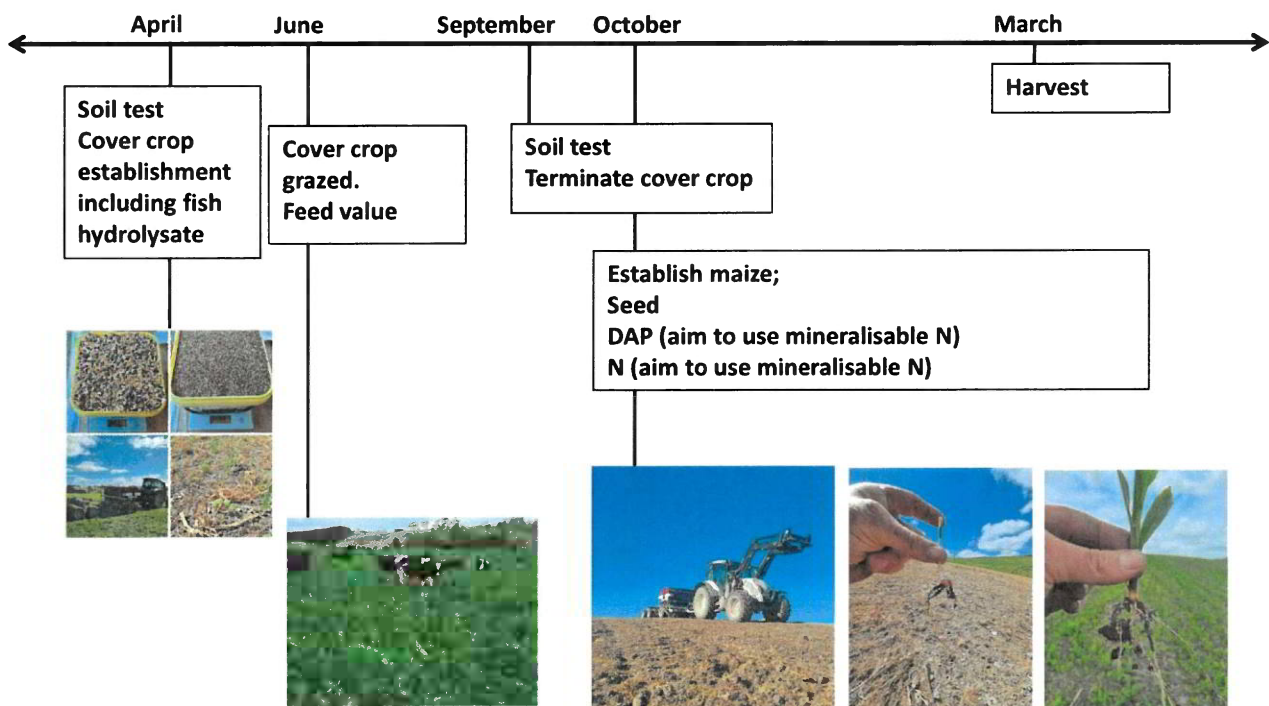 April
June
September
October
March
Soil test
Cover crop
establishment
including fish
hydrolysate
Cover crop
grazed.
Feed value
Soil test
Terminate cover crop
Harvest
Establish maize;
Seed
DAP (aim to use mineralisable N)
N (aim to use mineralisable N)